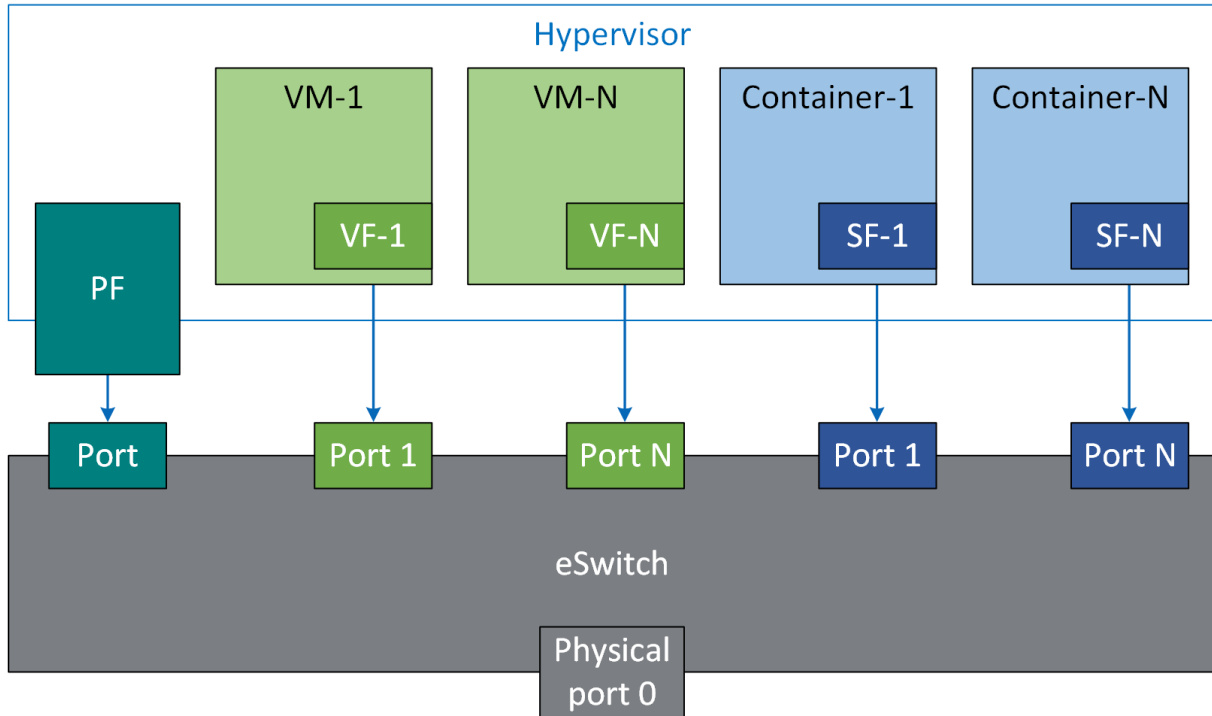 Hypervisor
VM-1
VM-N
Container-1
Container-N
VF-1
VF-N
SF-1
SF-N
PF
Port
Port 1
Port N
Port 1
Port N
eSwitch
Physical
port 0